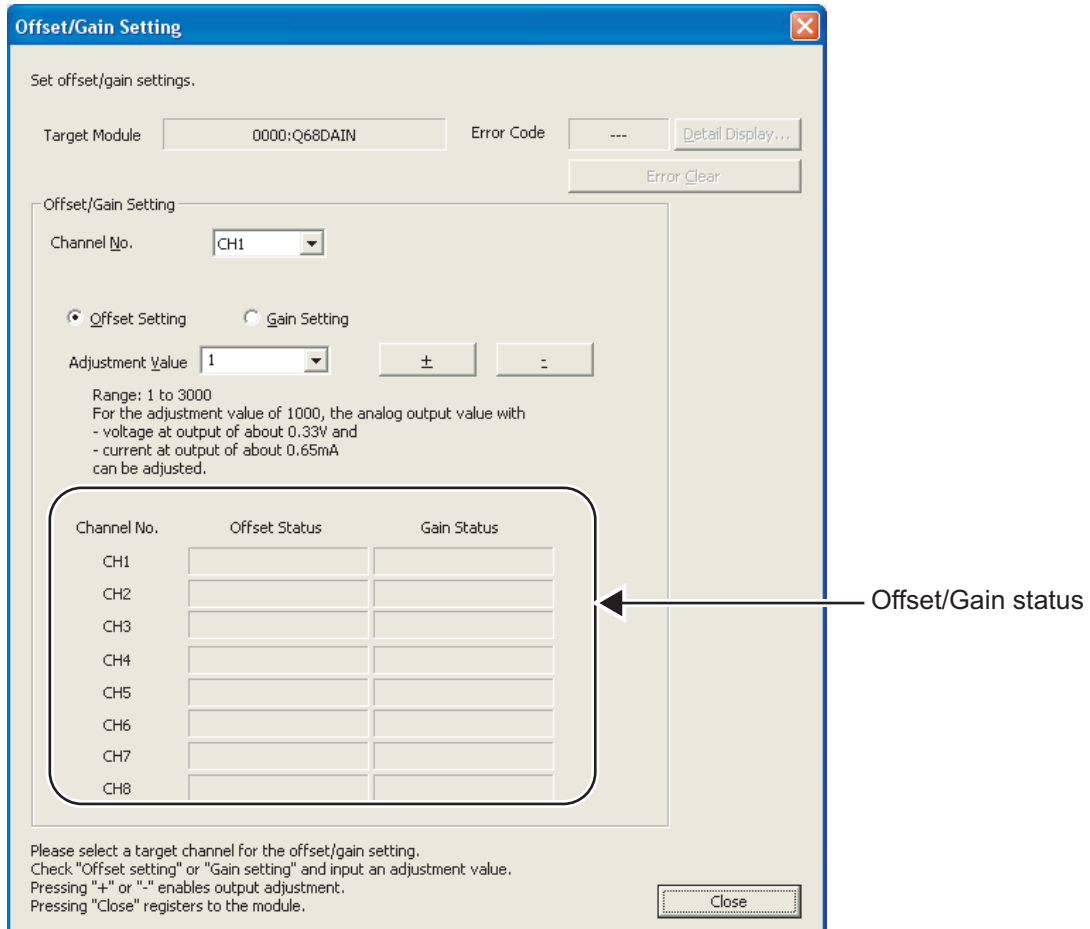 Offset/Gain Setting
Set offset/gain settings.
Target Module 0000:Q68DAIN Error Code --- Detail Display...
Error Clear
Offset/Gain Setting
Channel No. CH1
Offset Setting Gain Setting
Adjustment Value 1 + -
Range: 1 to 3000
For the adjustment value of 1000, the analog output value with
- voltage at output of about 0.33V and
- current at output of about 0.65mA
can be adjusted.
Channel No. Offset Status Gain Status
CH1
CH2
CH3
Offset/Gain status
CH4
CH5
CH6
CH7
CH8
Please select a target channel for the offset/gain setting.
Check "Offset setting" or "Gain setting" and input an adjustment value.
Pressing "+" or "-" enables output adjustment.
Pressing "Close" registers to the module.
Close